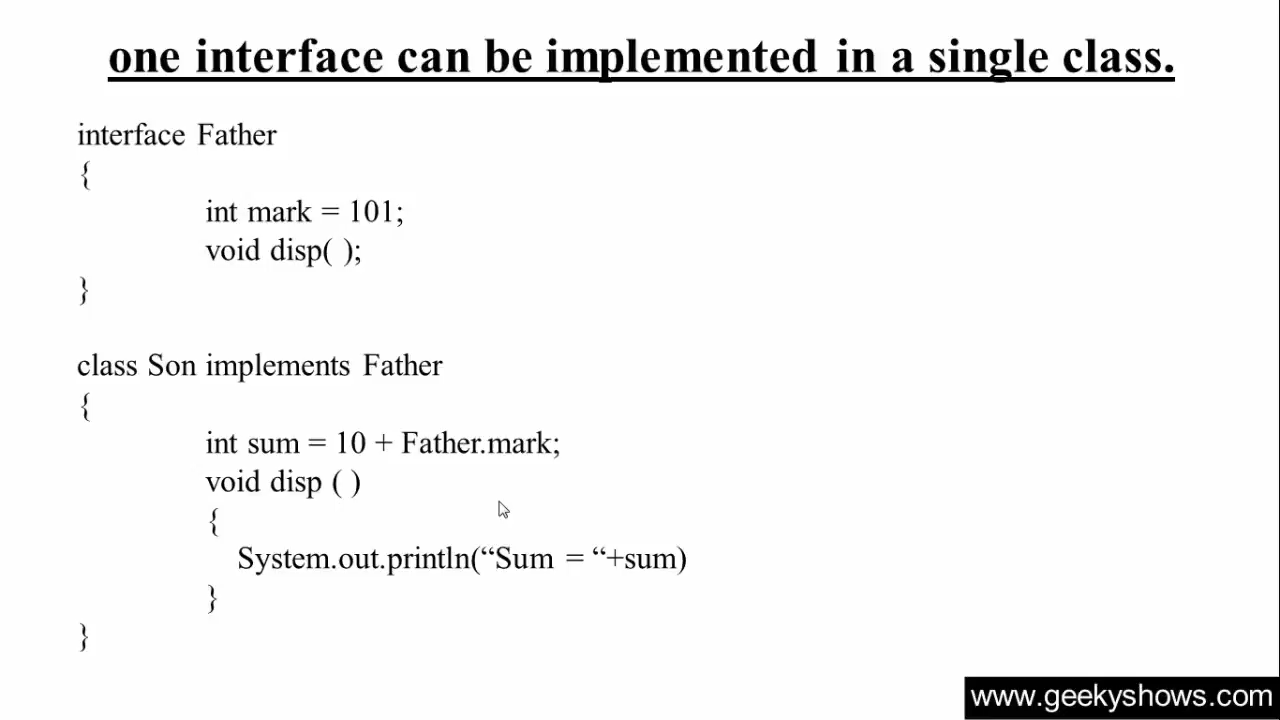 one interface can be implemented in a single class.
interface Father
{
int mark = 101;
void disp( );
}
class Son implements Father
{
int sum = 10 + Father.mark;
void disp ( )
{
System.out.println(“Sum = “+sum)
}
}
www.geekyshows.com